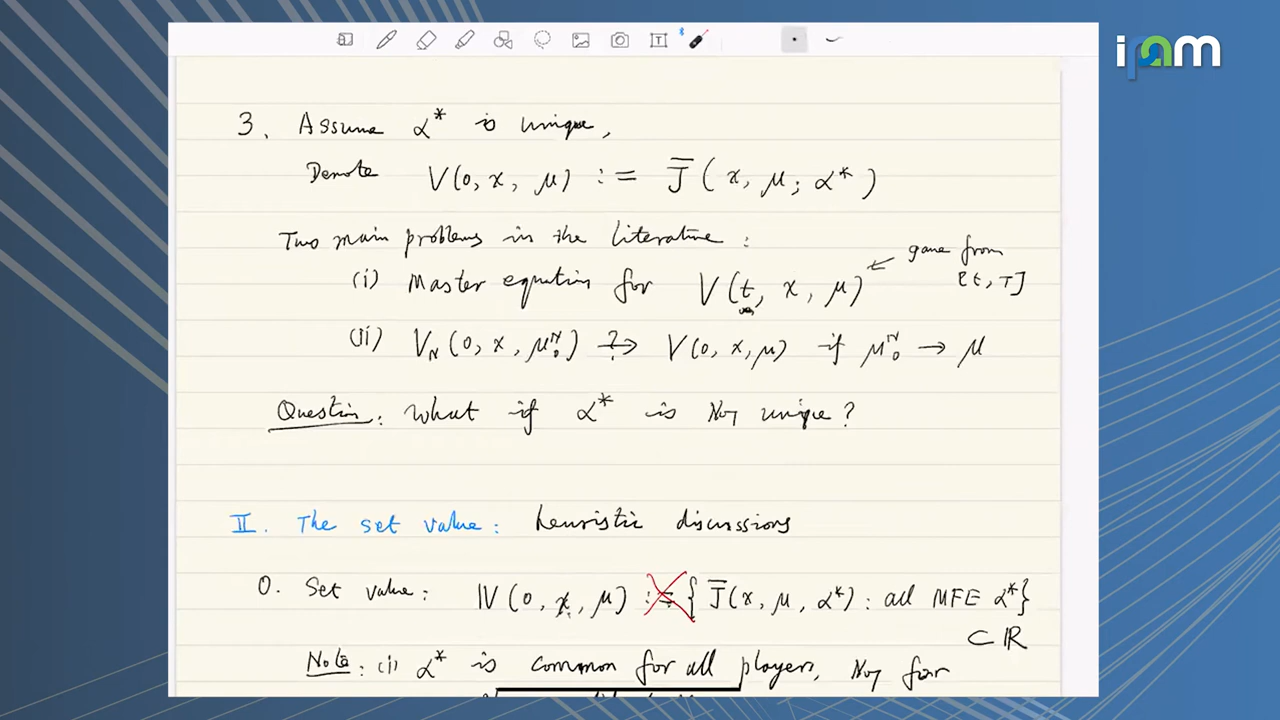 ipam
3. Assume α* is unique,
Denote V(0, x, μ) := J̅(x, μ; α*)
Two main problems in the literature:
(i) Master equation for V(t, x, μ) ← game from [t, T]
(ii) V_N(0, x, μ₀ᴺ) →? V(0, x, μ) if μ₀ᴺ → μ
Question: What if α* is Not unique?
II. The set value: heuristic discussions
0. Set value: 𝕍(0, x, μ) := { J̅(x, μ, α*) : all MFE α* }
⊂ ℝ
Note: (i) α* is common for all players, Not for